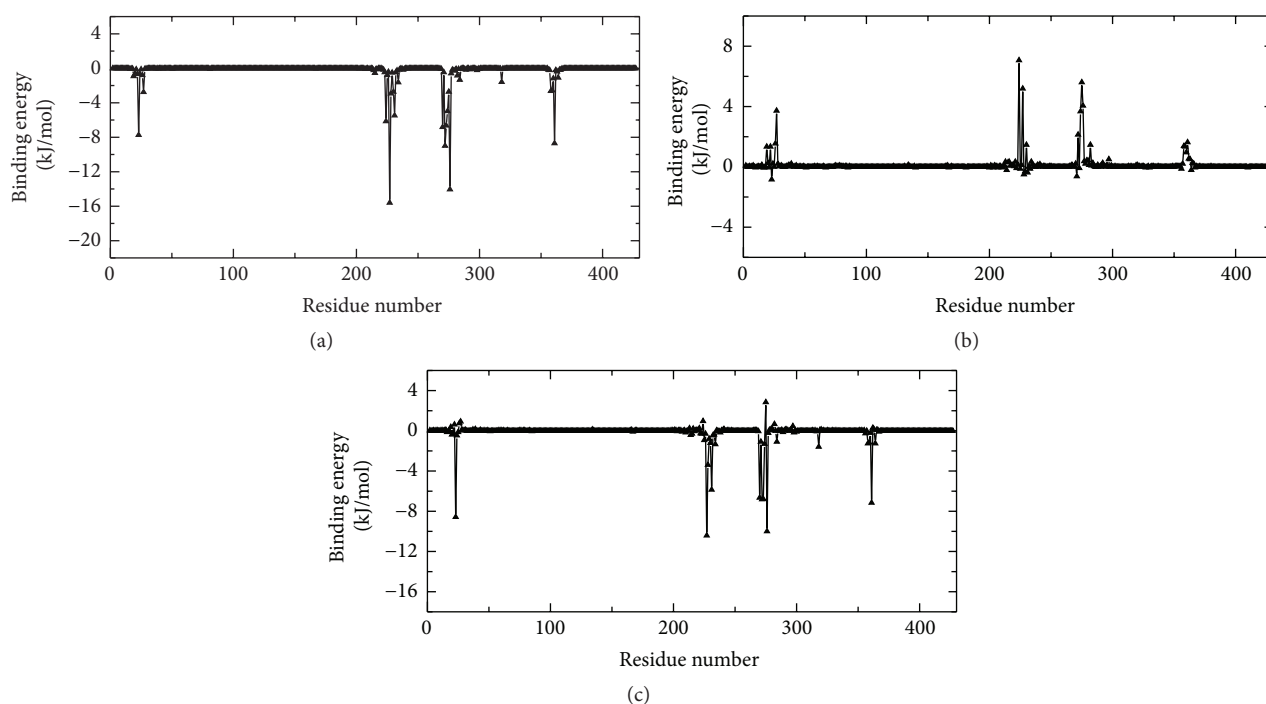 4
0
−4
−8
−12
−16
−20
Binding energy
(kJ/mol)
0 100 200 300 400
Residue number
(a)
8
4
0
−4
Binding energy
(kJ/mol)
0 100 200 300 400
Residue number
(b)
4
0
−4
−8
−12
−16
Binding energy
(kJ/mol)
0 100 200 300 400
Residue number
(c)